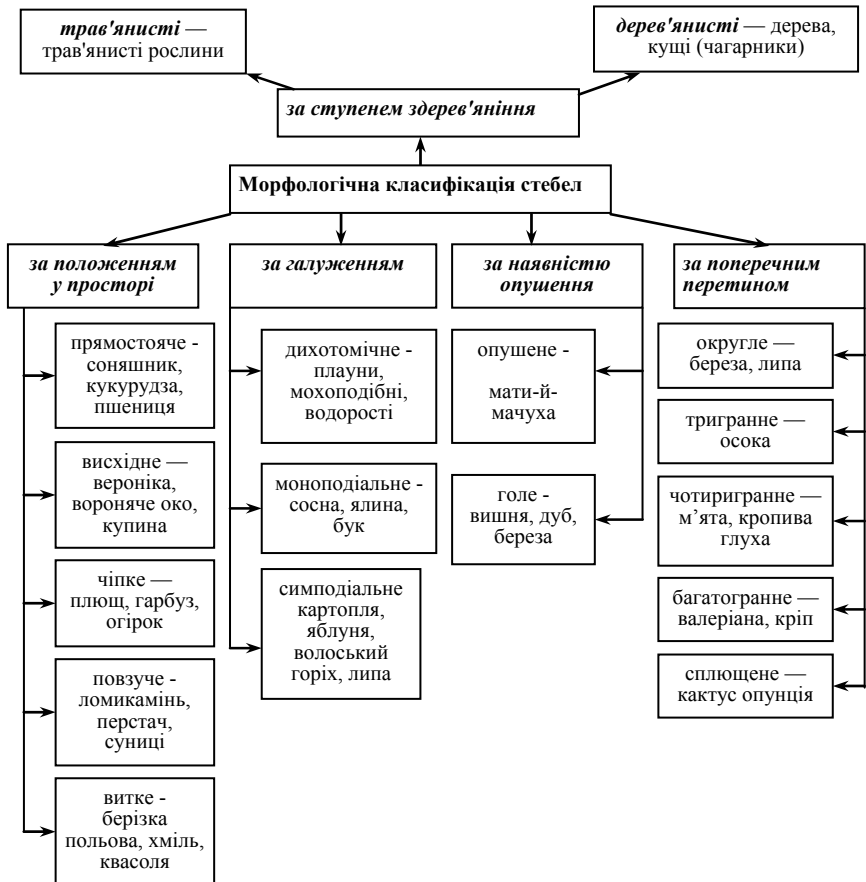 трав'янисті —
трав'янисті рослини
дерев'янисті — дерева,
кущі (чагарники)
за ступенем здерев'яніння
Морфологічна класифікація стебел
за положенням
у просторі
за галуженням
за наявністю
опушення
за поперечним
перетином
прямостояче -
соняшник,
кукурудза,
пшениця
висхідне —
вероніка,
вороняче око,
купина
чіпке —
плющ, гарбуз,
огірок
повзуче -
ломикамінь,
перстач,
суниці
витке -
берізка
польова, хміль,
квасоля
дихотомічне -
плауни,
мохоподібні,
водорості
моноподіальне -
сосна, ялина,
бук
симподіальне
картопля,
яблуня,
волоський
горіх, липа
опушене -
мати-й-
мачуха
голе -
вишня, дуб,
береза
округле —
береза, липа
тригранне —
осока
чотиригранне —
м’ята, кропива
глуха
багатогранне —
валеріана, кріп
сплющене —
кактус опунція